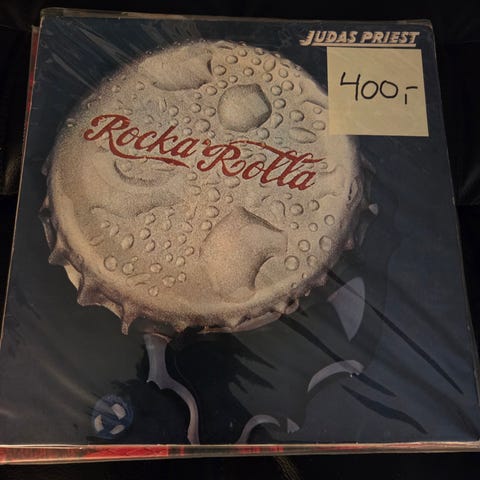 JUDAS PRIEST
400,-
Rocka Rolla